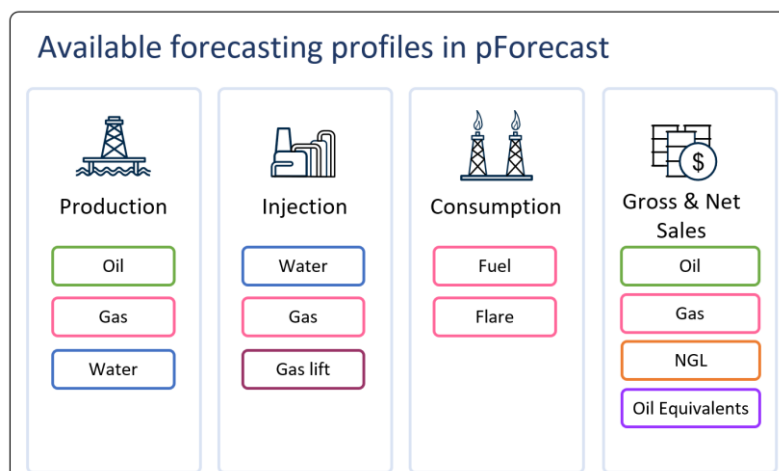 Available forecasting profiles in pForecast
Production
Oil
Gas
Water
Injection
Water
Gas
Gas lift
Consumption
Fuel
Flare
$
Gross & Net
Sales
Oil
Gas
NGL
Oil Equivalents